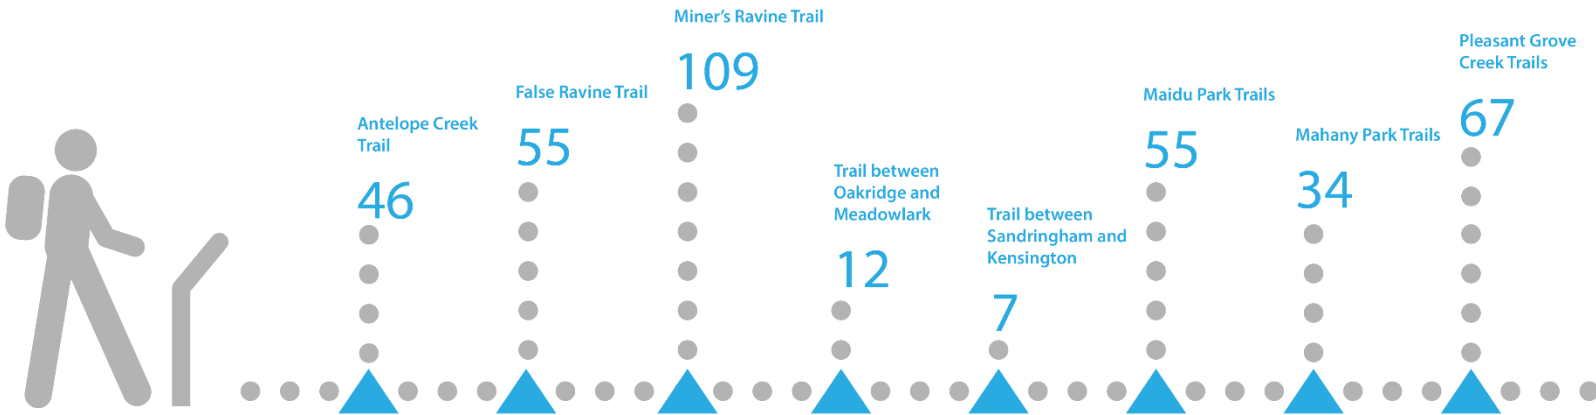 Antelope Creek
Trail
46
False Ravine Trail
55
Miner's Ravine Trail
109
Trail between
Oakridge and
Meadowlark
12
Trail between
Sandringham and
Kensington
7
Maidu Park Trails
55
Mahany Park Trails
34
Pleasant Grove
Creek Trails
67